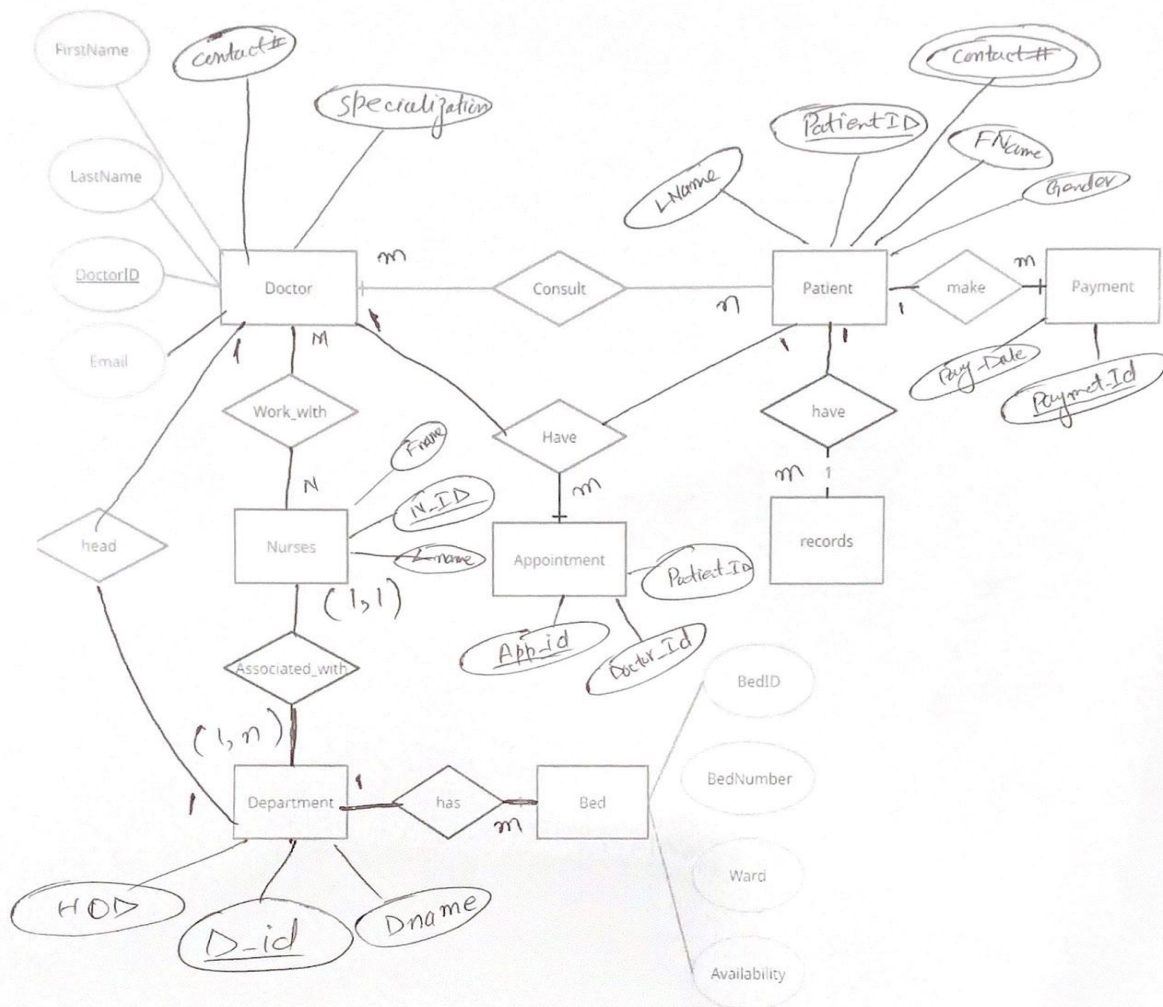 FirstName
contact#
Contact#
specialization
PatientID
FName
LastName
LName
Gender
DoctorID
m
m
Doctor
Consult
Patient
make
Payment
n
1
1
M
1
1
1
Email
Pay-Date
Paymet_Id
Work_with
Fname
Have
have
N
N_ID
m
m
1
head
Nurses
Lname
Appointment
records
Patient_ID
(1,1)
App_id
Doctor_Id
Associated_with
BedID
(1,n)
BedNumber
1
1
Department
has
Bed
m
HOD
Dname
Ward
D_id
Availability